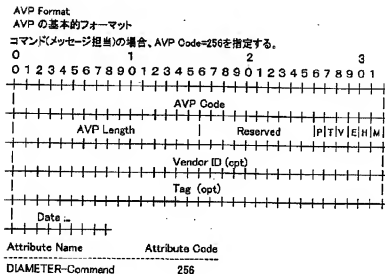 AVP Format
AVP の基本的フォーマット
コマンド(メッセージ担当)の場合、AVP Code=256を指定する。
0 1 2 3
0 1 2 3 4 5 6 7 8 9 0 1 2 3 4 5 6 7 8 9 0 1 2 3 4 5 6 7 8 9 0 1
AVP Code
AVP Length Reserved |P|T|V|E|H|M|
Vendor ID (opt)
Tag (opt)
Date ...
Attribute Name Attribute Code
DIAMETER-Command 256